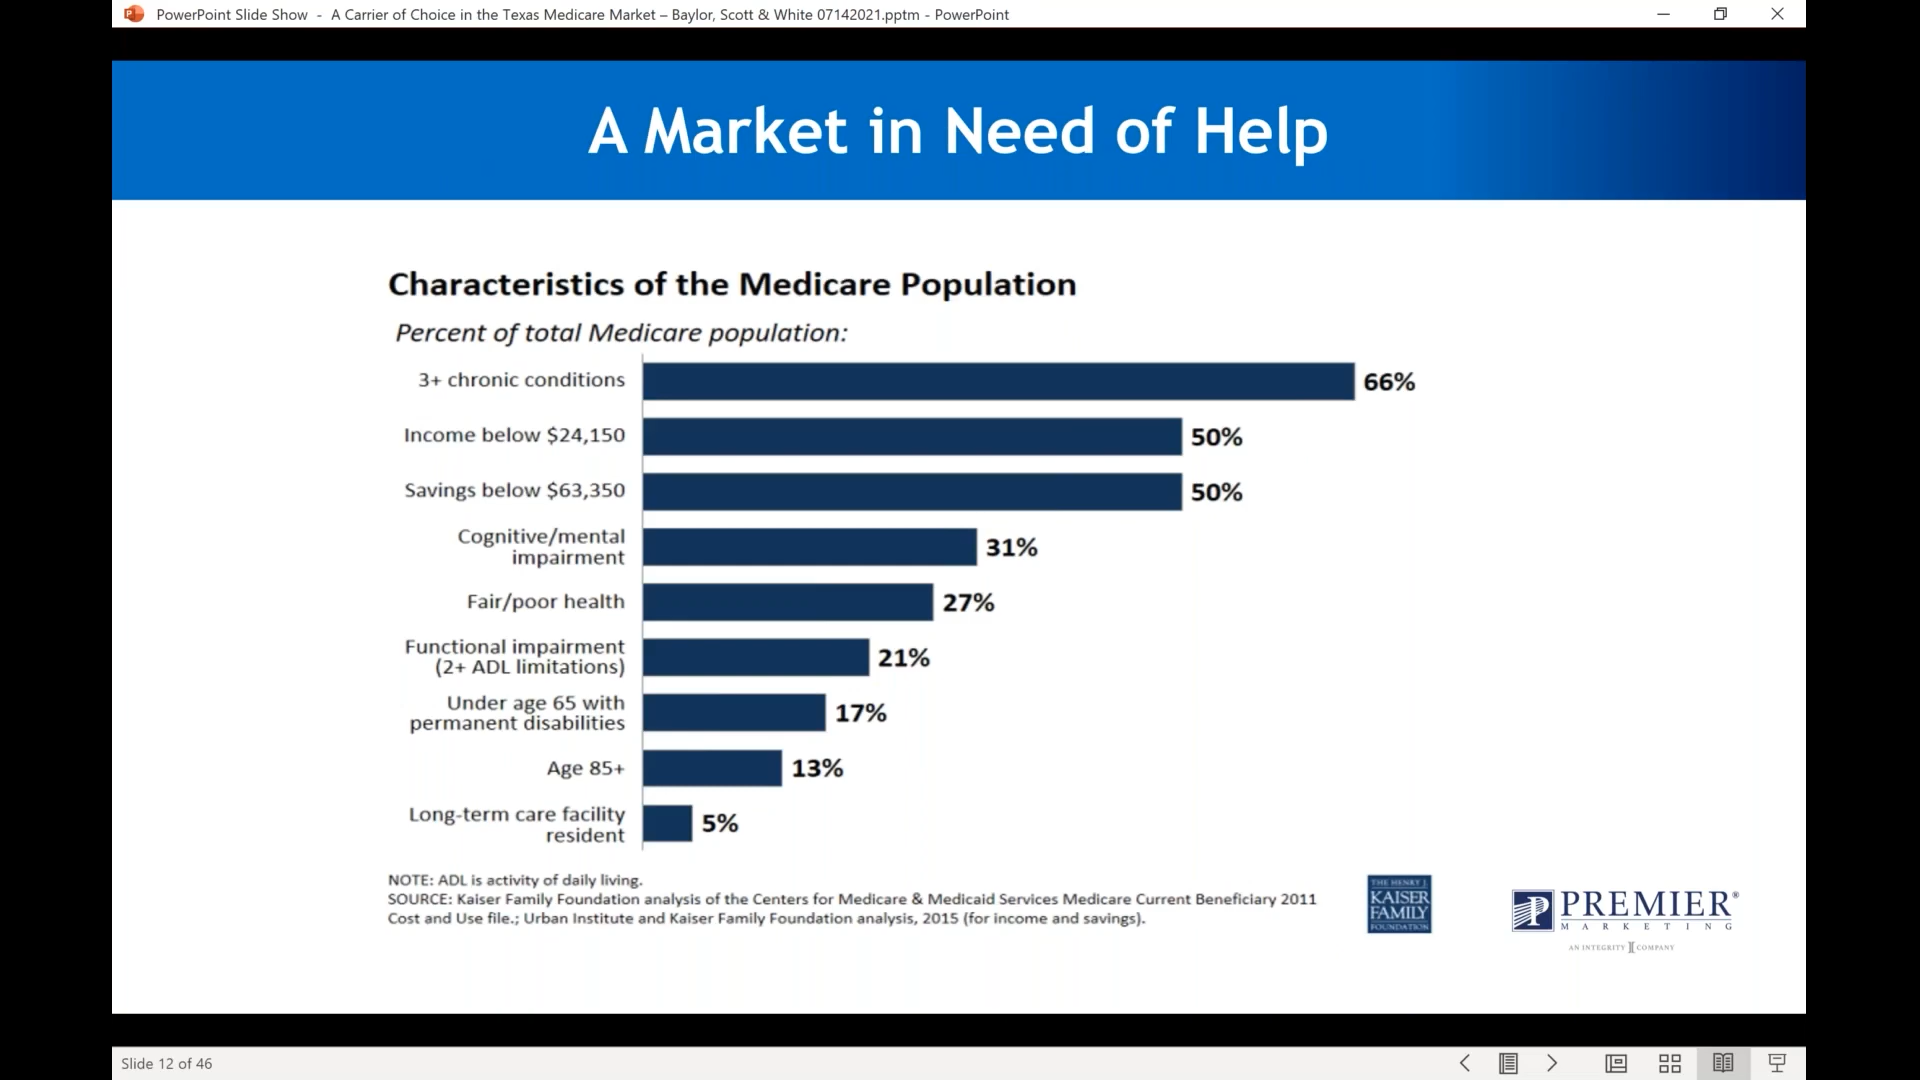 PowerPoint Slide Show - A Carrier of Choice in the Texas Medicare Market – Baylor, Scott & White 07142021.pptm - PowerPoint
A Market in Need of Help
Characteristics of the Medicare Population
Percent of total Medicare population:
3+ chronic conditions 66%
Income below $24,150 50%
Savings below $63,350 50%
Cognitive/mental
impairment 31%
Fair/poor health 27%
Functional impairment
(2+ ADL limitations) 21%
Under age 65 with
permanent disabilities 17%
Age 85+ 13%
Long-term care facility
resident 5%
NOTE: ADL is activity of daily living.
SOURCE: Kaiser Family Foundation analysis of the Centers for Medicare & Medicaid Services Medicare Current Beneficiary 2011
Cost and Use file.; Urban Institute and Kaiser Family Foundation analysis, 2015 (for income and savings).
THE HENRY J.
KAISER
FAMILY
FOUNDATION
P PREMIER®
MARKETING
AN INTEGRITY COMPANY
Slide 12 of 46